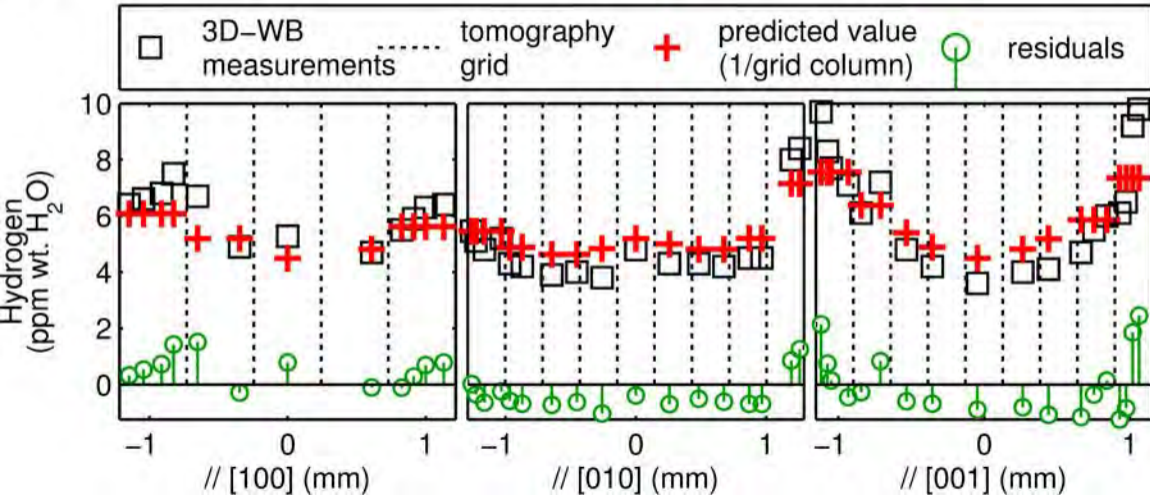 3D−WB measurements
tomography grid
predicted value (1/grid column)
residuals
Hydrogen
(ppm wt. H2O)
10
8
6
4
2
0
−1 0 1
−1 0 1
−1 0 1
// [100] (mm)
// [010] (mm)
// [001] (mm)